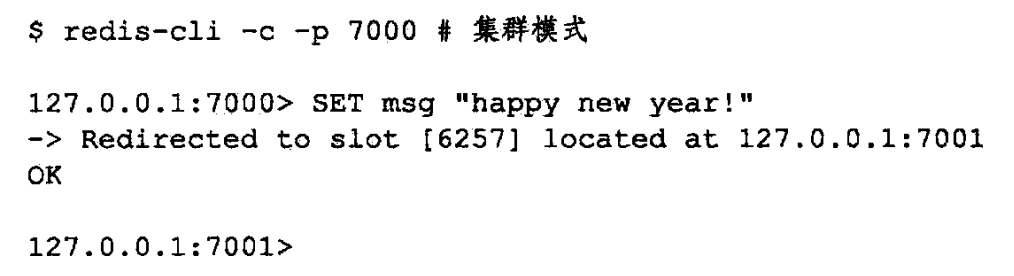 $ redis-cli -c -p 7000 # 集群模式
127.0.0.1:7000> SET msg "happy new year!"
-> Redirected to slot [6257] located at 127.0.0.1:7001
OK
127.0.0.1:7001>